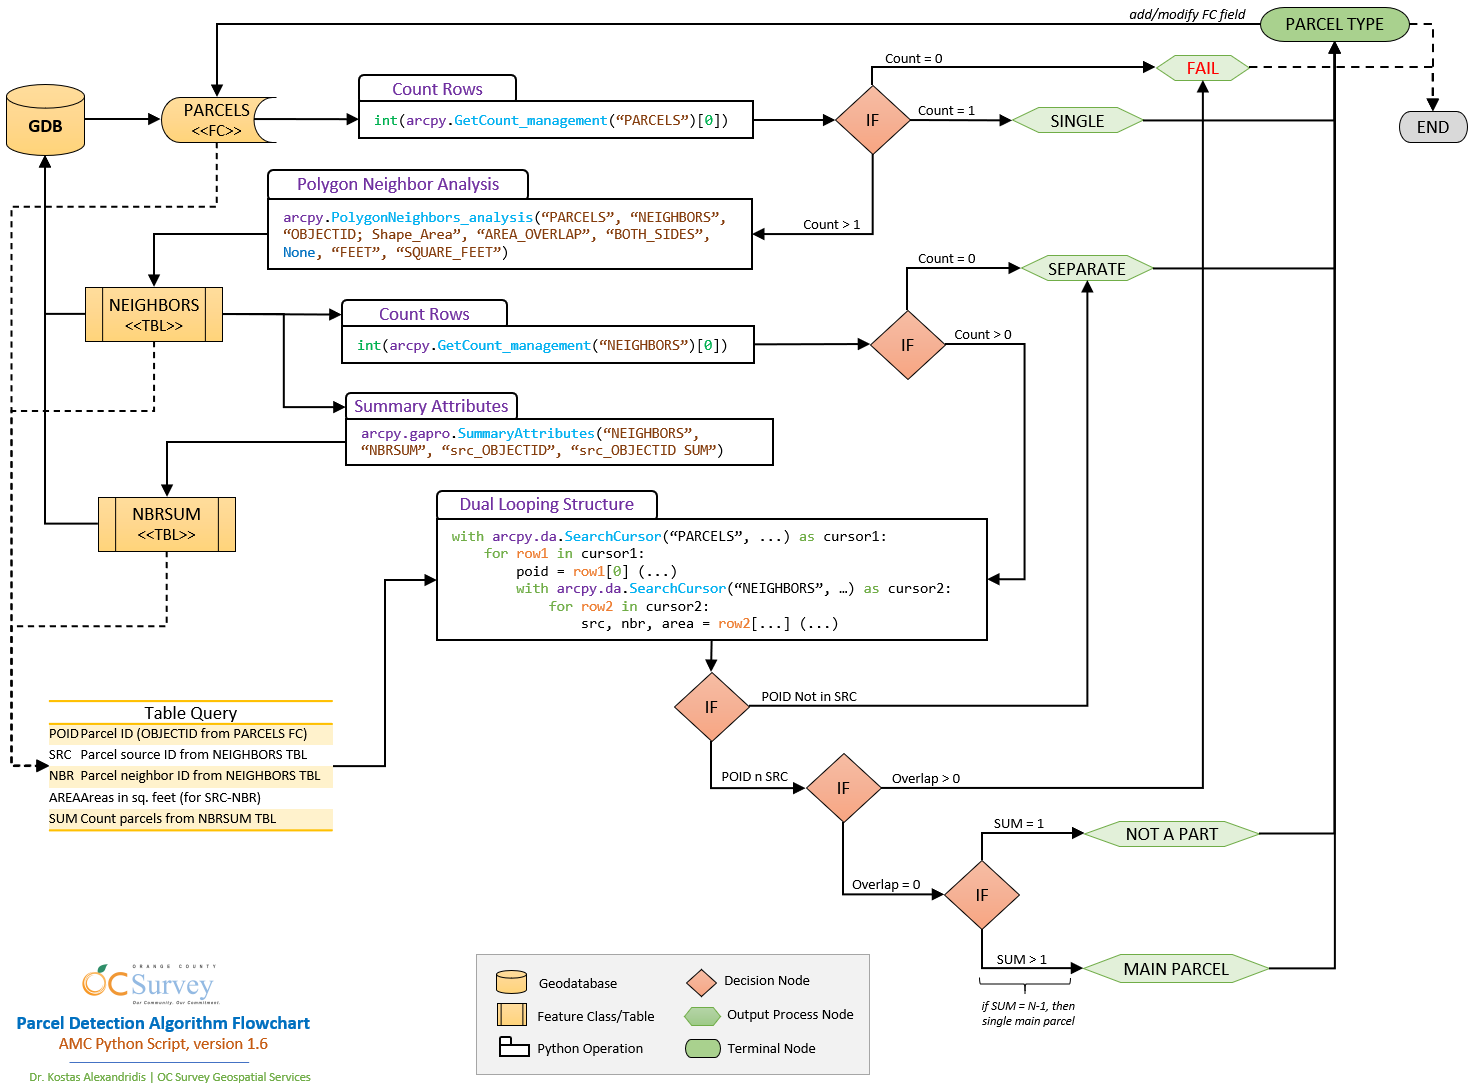 add/modify FC field
PARCEL TYPE
Count = 0
FAIL
GDB
PARCELS
<<FC>>
Count Rows
int(arcpy.GetCount_management(“PARCELS”)[0])
IF
Count = 1
SINGLE
END
Polygon Neighbor Analysis
arcpy.PolygonNeighbors_analysis(“PARCELS”, “NEIGHBORS”,
“OBJECTID; Shape_Area”, “AREA_OVERLAP”, “BOTH_SIDES”,
None, “FEET”, “SQUARE_FEET”)
Count > 1
Count = 0
SEPARATE
NEIGHBORS
<<TBL>>
Count Rows
int(arcpy.GetCount_management(“NEIGHBORS”)[0])
IF
Count > 0
Summary Attributes
arcpy.gapro.SummaryAttributes(“NEIGHBORS”,
“NBRSUM”, “src_OBJECTID”, “src_OBJECTID SUM”)
NBRSUM
<<TBL>>
Dual Looping Structure
with arcpy.da.SearchCursor(“PARCELS”, ...) as cursor1:
for row1 in cursor1:
poid = row1[0] (...)
with arcpy.da.SearchCursor(“NEIGHBORS”, …) as cursor2:
for row2 in cursor2:
src, nbr, area = row2[...] (...)
IF
POID Not in SRC
Table Query
POID Parcel ID (OBJECTID from PARCELS FC)
SRC Parcel source ID from NEIGHBORS TBL
NBR Parcel neighbor ID from NEIGHBORS TBL
AREA Areas in sq. feet (for SRC-NBR)
SUM Count parcels from NBRSUM TBL
POID n SRC
IF
Overlap > 0
SUM = 1
NOT A PART
Overlap = 0
IF
SUM > 1
MAIN PARCEL
if SUM = N-1, then
single main parcel
ORANGE COUNTY
OC Survey
Our Community. Our Commitment.
Parcel Detection Algorithm Flowchart
AMC Python Script, version 1.6
Dr. Kostas Alexandridis | OC Survey Geospatial Services
Geodatabase
Decision Node
Feature Class/Table
Output Process Node
Python Operation
Terminal Node